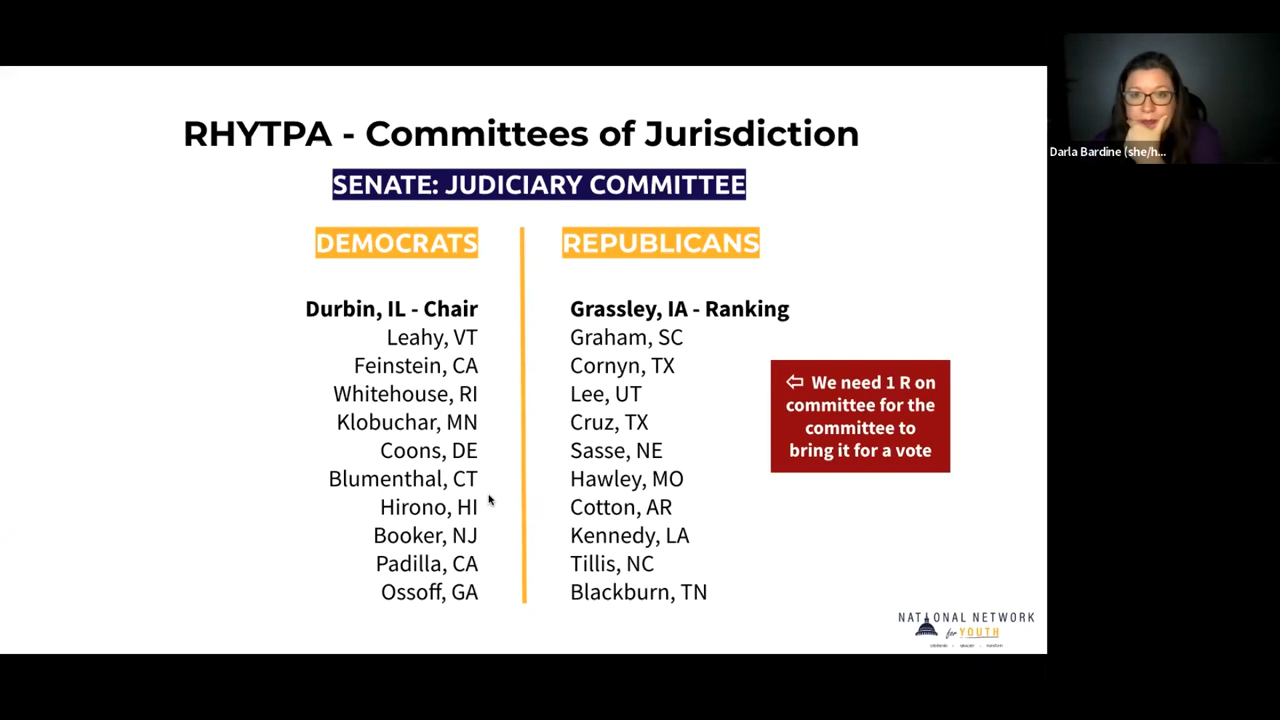 RHYTPA - Committees of Jurisdiction
SENATE: JUDICIARY COMMITTEE
DEMOCRATS
Durbin, IL - Chair
Leahy, VT
Feinstein, CA
Whitehouse, RI
Klobuchar, MN
Coons, DE
Blumenthal, CT
Hirono, HI
Booker, NJ
Padilla, CA
Ossoff, GA
REPUBLICANS
Grassley, IA - Ranking
Graham, SC
Cornyn, TX
Lee, UT
Cruz, TX
Sasse, NE
Hawley, MO
Cotton, AR
Kennedy, LA
Tillis, NC
Blackburn, TN
⇦ We need 1 R on
committee for the
committee to
bring it for a vote
NATIONAL NETWORK
for YOUTH
Darla Bardine (she/h...